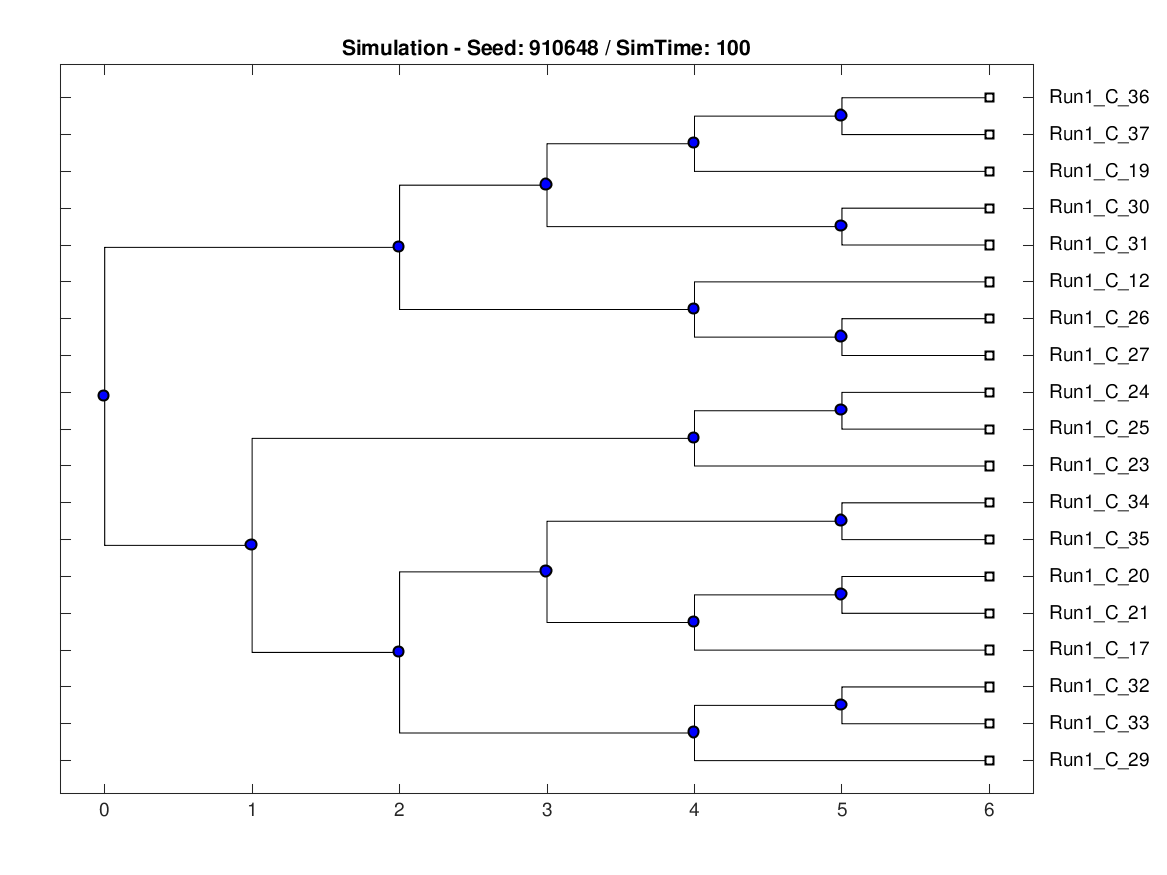 Simulation - Seed: 910648 / SimTime: 100
Run1_C_36
Run1_C_37
Run1_C_19
Run1_C_30
Run1_C_31
Run1_C_12
Run1_C_26
Run1_C_27
Run1_C_24
Run1_C_25
Run1_C_23
Run1_C_34
Run1_C_35
Run1_C_20
Run1_C_21
Run1_C_17
Run1_C_32
Run1_C_33
Run1_C_29
0 1 2 3 4 5 6